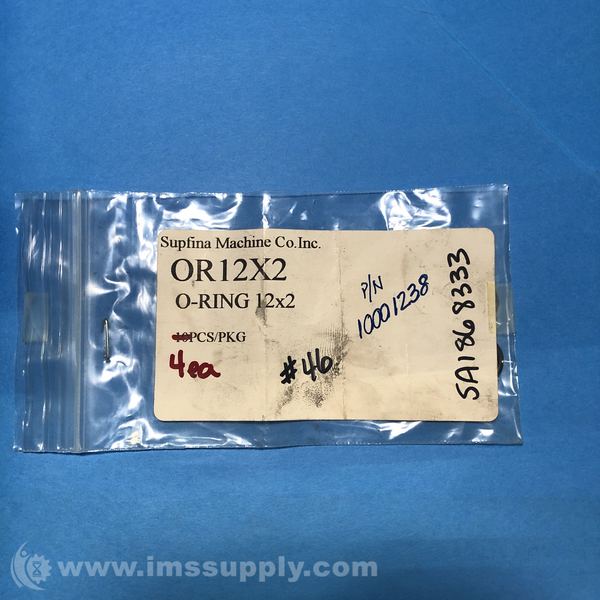 Supfina Machine Co.Inc.
OR12X2
O-RING 12x2
10PCS/PKG
4ea
#46
P/N
10001238
SA1868333
www.imssupply.com